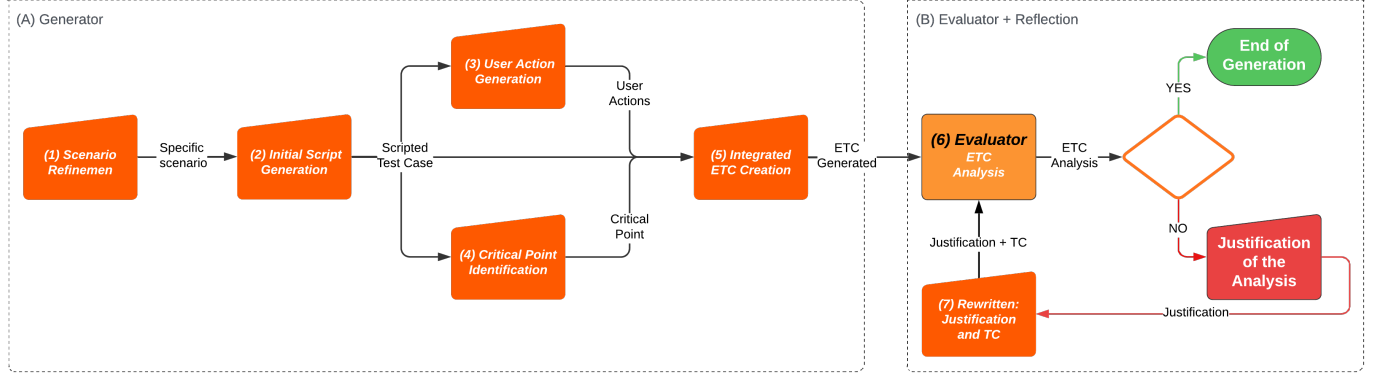 (A) Generator
(1) Scenario
Refinemen
Specific
scenario
(2) Initial Script
Generation
Scripted
Test Case
(3) User Action
Generation
User
Actions
(4) Critical Point
Identification
Critical
Point
(5) Integrated
ETC Creation
ETC
Generated
(B) Evaluator + Reflection
(6) Evaluator
ETC
Analysis
ETC
Analysis
YES
End of
Generation
NO
Justification
of the
Analysis
Justification
(7) Rewritten:
Justification
and TC
Justification + TC